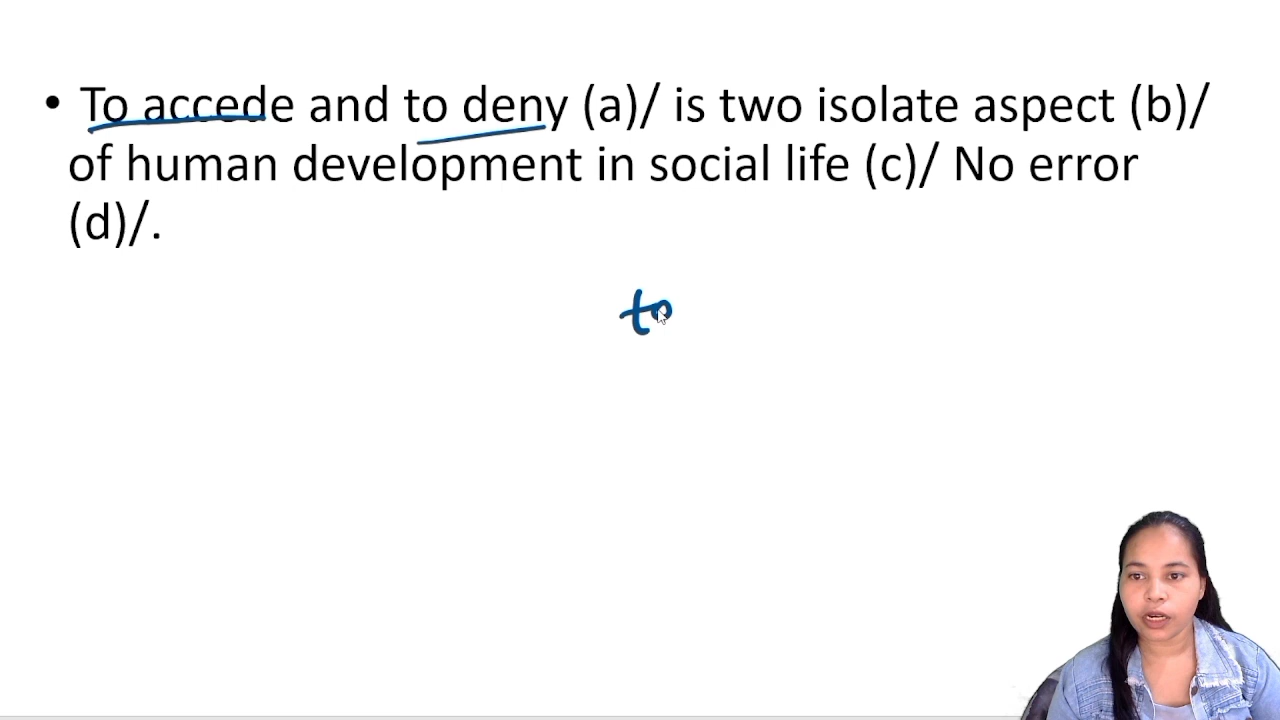 • To accede and to deny (a)/ is two isolate aspect (b)/
of human development in social life (c)/ No error
(d)/.
to